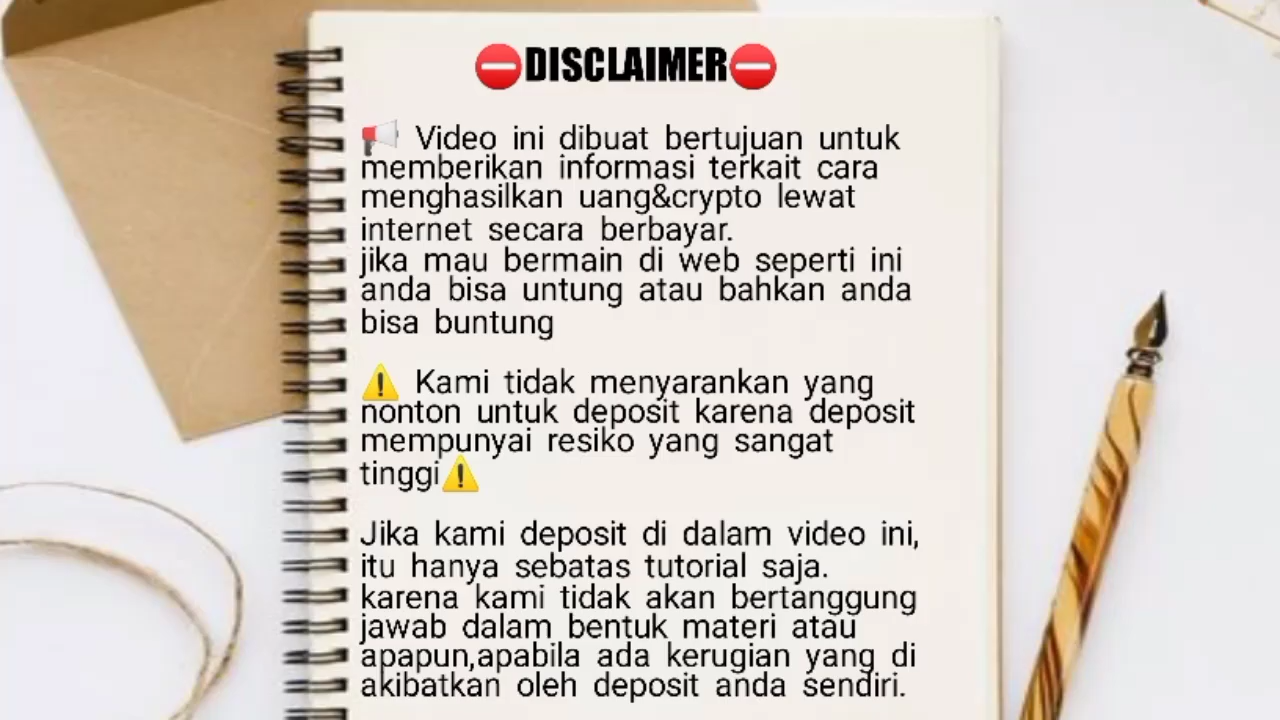 ⛔DISCLAIMER⛔
📢 Video ini dibuat bertujuan untuk
memberikan informasi terkait cara
menghasilkan uang&crypto lewat
internet secara berbayar.
jika mau bermain di web seperti ini
anda bisa untung atau bahkan anda
bisa buntung
⚠️ Kami tidak menyarankan yang
nonton untuk deposit karena deposit
mempunyai resiko yang sangat
tinggi⚠️
Jika kami deposit di dalam video ini,
itu hanya sebatas tutorial saja.
karena kami tidak akan bertanggung
jawab dalam bentuk materi atau
apapun,apabila ada kerugian yang di
akibatkan oleh deposit anda sendiri.